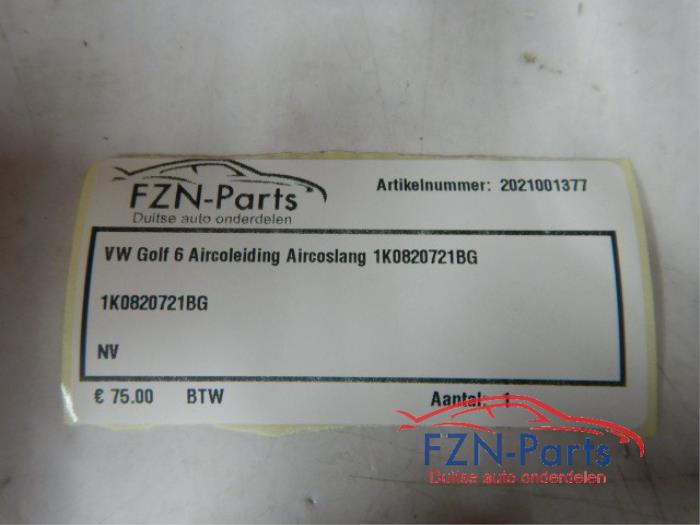 FZN-Parts
Duitse auto onderdelen
Artikelnummer: 2021001377
VW Golf 6 Aircoleiding Aircoslang 1K0820721BG
1K0820721BG
NV
€ 75.00 BTW Aantal: 1
FZN-Parts
Duitse auto onderdelen